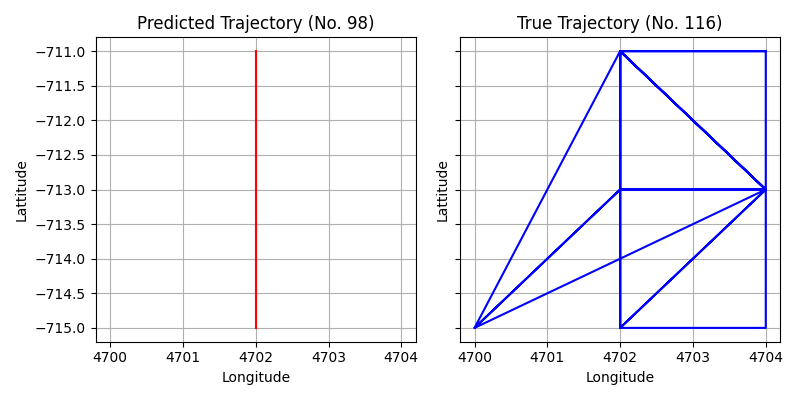 Predicted Trajectory (No. 98)
True Trajectory (No. 116)
−711.0
−711.5
−712.0
−712.5
−713.0
−713.5
−714.0
−714.5
−715.0
Lattitude
Lattitude
4700 4701 4702 4703 4704
4700 4701 4702 4703 4704
Longitude
Longitude